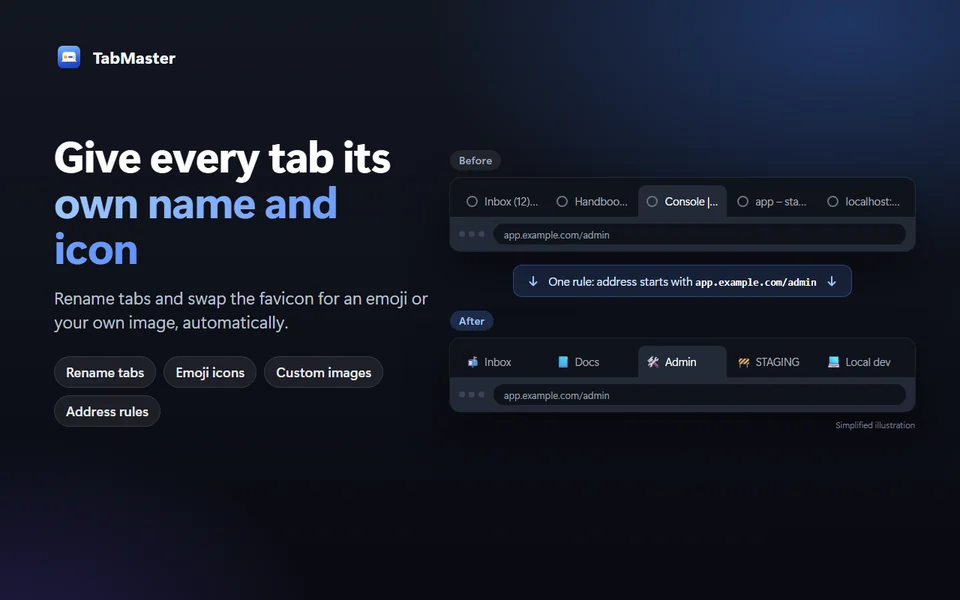 TabMaster
Give every tab its
own name and
icon
Rename tabs and swap the favicon for an emoji or
your own image, automatically.
Rename tabs
Emoji icons
Custom images
Address rules
Before
Inbox (12)...
Handboo...
Console |...
app – sta...
localhost:...
app.example.com/admin
↓ One rule: address starts with app.example.com/admin ↓
After
Inbox
Docs
Admin
STAGING
Local dev
app.example.com/admin
Simplified illustration